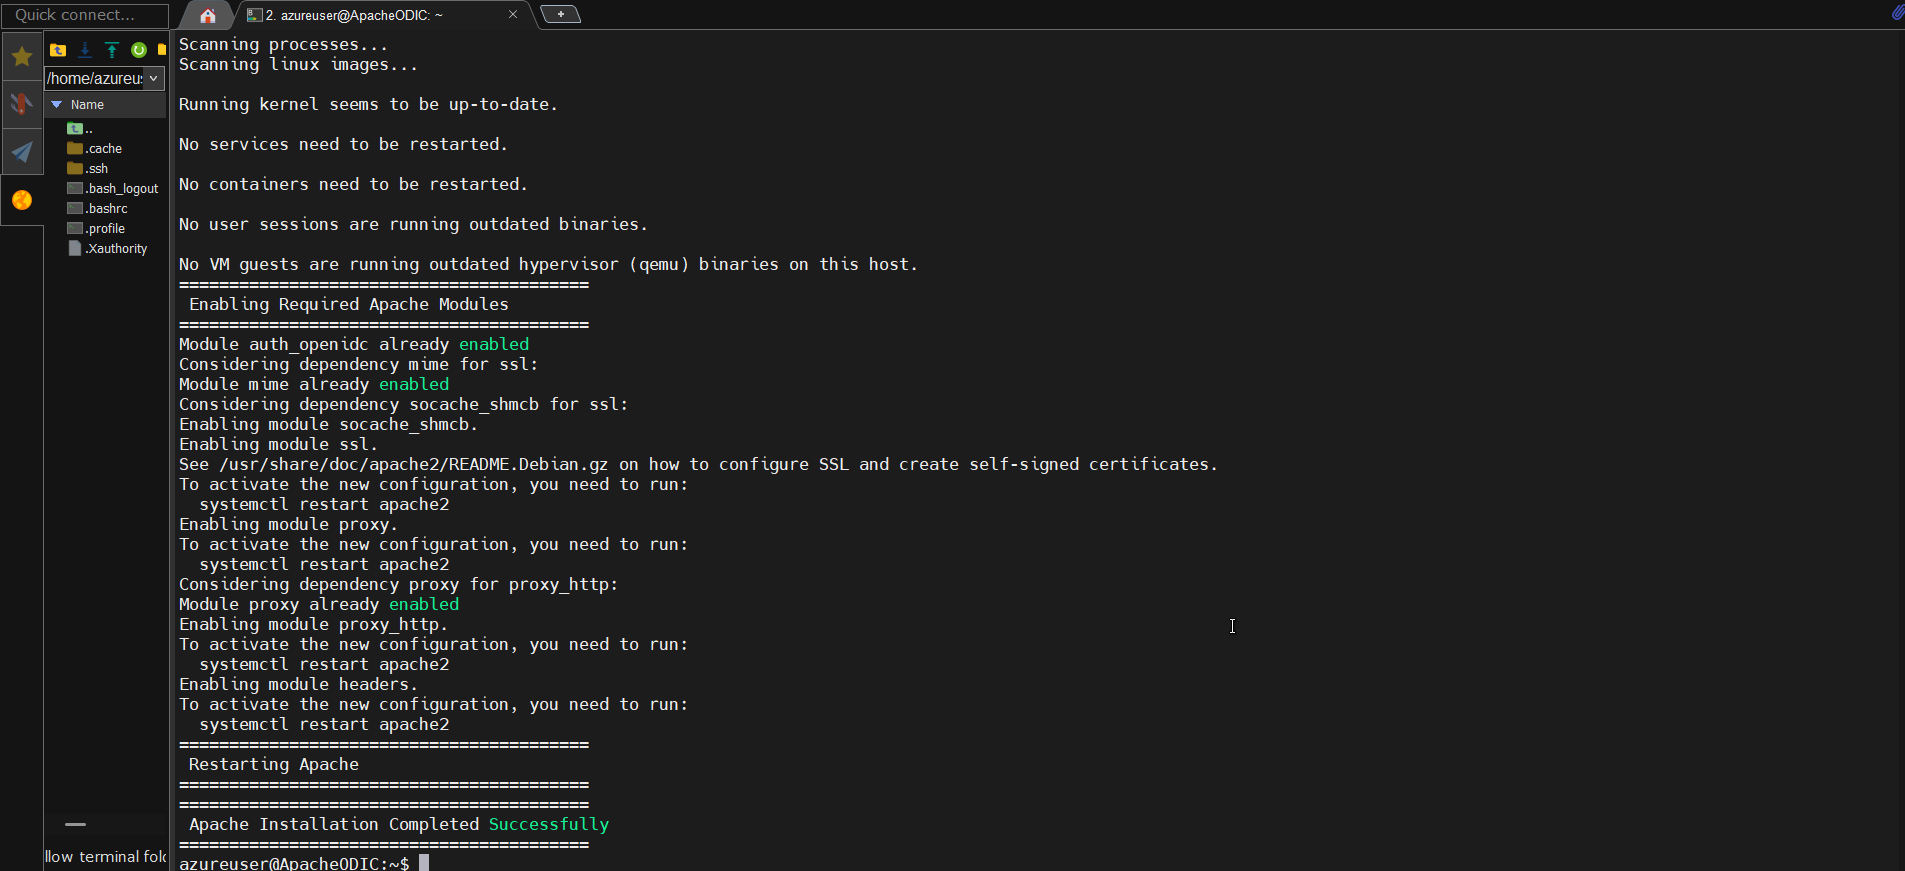 Quick connect...
2. azureuser@ApacheODIC: ~
/home/azureu
Name
..
.cache
.ssh
.bash_logout
.bashrc
.profile
.Xauthority
llow terminal fold
Scanning processes...
Scanning linux images...
Running kernel seems to be up-to-date.
No services need to be restarted.
No containers need to be restarted.
No user sessions are running outdated binaries.
No VM guests are running outdated hypervisor (qemu) binaries on this host.
=========================================
Enabling Required Apache Modules
=========================================
Module auth_openidc already enabled
Considering dependency mime for ssl:
Module mime already enabled
Considering dependency socache_shmcb for ssl:
Enabling module socache_shmcb.
Enabling module ssl.
See /usr/share/doc/apache2/README.Debian.gz on how to configure SSL and create self-signed certificates.
To activate the new configuration, you need to run:
systemctl restart apache2
Enabling module proxy.
To activate the new configuration, you need to run:
systemctl restart apache2
Considering dependency proxy for proxy_http:
Module proxy already enabled
Enabling module proxy_http.
To activate the new configuration, you need to run:
systemctl restart apache2
Enabling module headers.
To activate the new configuration, you need to run:
systemctl restart apache2
=========================================
Restarting Apache
=========================================
=========================================
Apache Installation Completed Successfully
=========================================
azureuser@ApacheODIC:~$